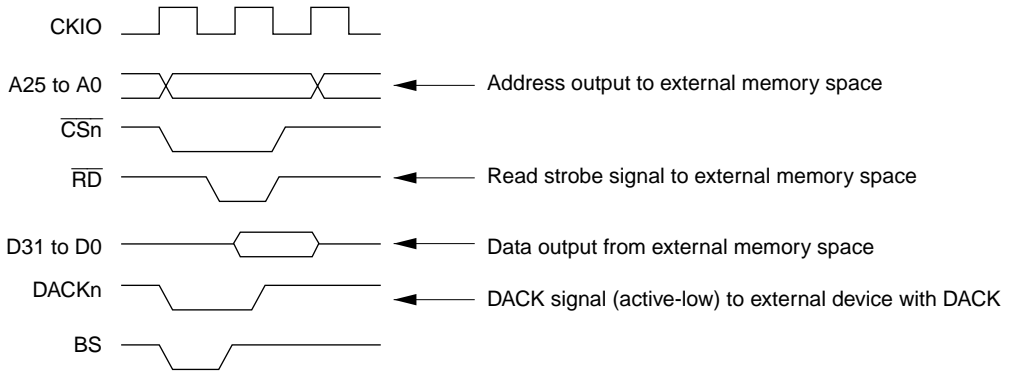 CKIO
A25 to A0 Address output to external memory space
CSn
RD Read strobe signal to external memory space
D31 to D0 Data output from external memory space
DACKn DACK signal (active-low) to external device with DACK
BS